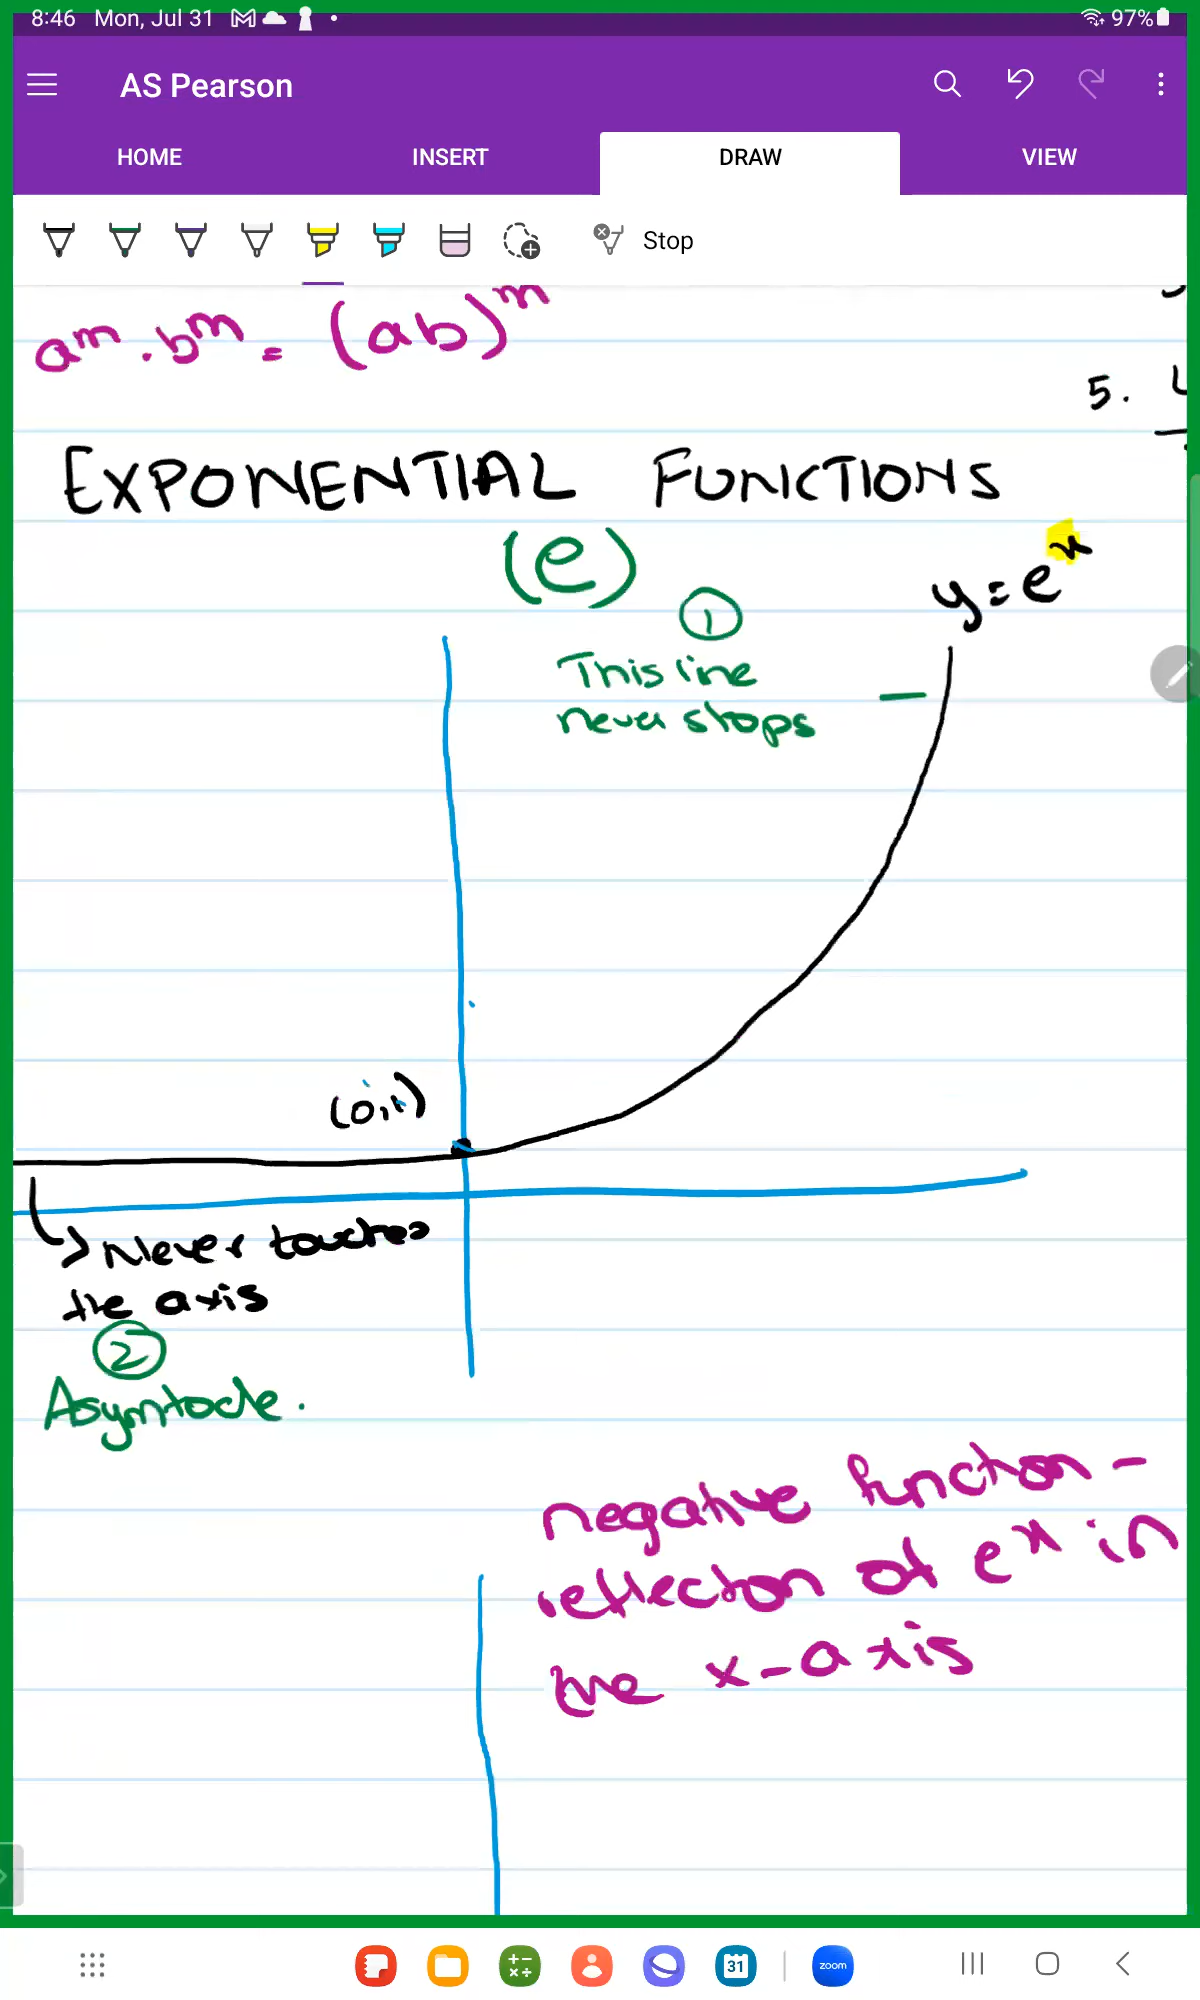 8:46 Mon, Jul 31 97%
AS Pearson
HOME INSERT DRAW VIEW
Stop
aᵐ . bᵐ = (ab)ᵐ
5.
EXPONENTIAL FUNCTIONS
(e)
y = eˣ
1
This line
never stops
(0,1)
Never touches
the axis
2
Asymtode.
negative function -
reflection of eˣ in
the x-axis
31
zoom